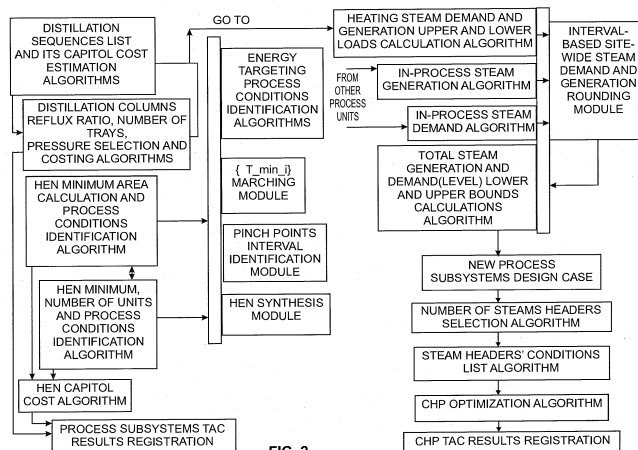 DISTILLATION
SEQUENCES LIST
AND ITS CAPITOL COST
ESTIMATION
ALGORITHMS
DISTILLATION COLUMNS
REFLUX RATIO, NUMBER OF
TRAYS,
PRESSURE SELECTION AND
COSTING ALGORITHMS
HEN MINIMUM AREA
CALCULATION AND
PROCESS
CONDITIONS
IDENTIFICATION
ALGORITHM
HEN MINIMUM,
NUMBER OF UNITS
AND PROCESS
CONDITIONS
IDENTIFICATION
ALGORITHM
HEN CAPITOL
COST ALGORITHM
PROCESS SUBSYSTEMS TAC
RESULTS REGISTRATION
GO TO
ENERGY
TARGETING
PROCESS
CONDITIONS
IDENTIFICATION
ALGORITHMS
{ T_min_i}
MARCHING
MODULE
PINCH POINTS
INTERVAL
IDENTIFICATION
MODULE
HEN SYNTHESIS
MODULE
HEATING STEAM DEMAND AND
GENERATION UPPER AND LOWER
LOADS CALCULATION ALGORITHM
FROM
OTHER
PROCESS
UNITS
IN-PROCESS STEAM
GENERATION ALGORITHM
IN-PROCESS STEAM
DEMAND ALGORITHM
TOTAL STEAM
GENERATION AND
DEMAND(LEVEL) LOWER
AND UPPER BOUNDS
CALCULATIONS
ALGORITHM
INTERVAL-
BASED SITE-
WIDE STEAM
DEMAND AND
GENERATION
ROUNDING
MODULE
NEW PROCESS
SUBSYSTEMS DESIGN CASE
NUMBER OF STEAMS HEADERS
SELECTION ALGORITHM
STEAM HEADERS' CONDITIONS
LIST ALGORITHM
CHP OPTIMIZATION ALGORITHM
CHP TAC RESULTS REGISTRATION